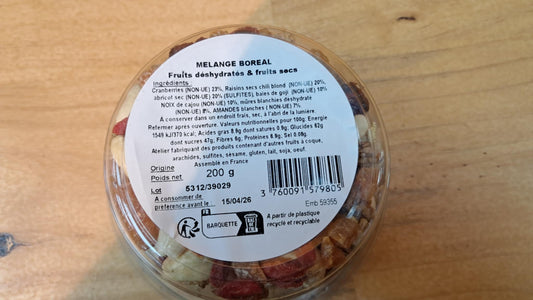 MELANGE BOREAL
Fruits déshydratés & fruits secs
Ingrédients :
Cranberries (NON-UE) 23%, Raisins secs chili blond (NON-UE) 20%,
abricot sec (NON-UE) 20% (SULFITES), baies de goji (NON-UE) 10%
NOIX de cajou (NON-UE) 10%, mûres blanches déshydraté
(NON-UE) 8%, AMANDES blanches ( NON-UE) 7%
À conserver dans un endroit frais, sec, à l'abri de la lumière.
Refermer après ouverture. Valeurs nutritionnelles pour 100g. Energie
1549 kJ/370 kcal; Acides gras 8.9g dont saturés 0.9g; Glucides 62g
dont sucres 47g; Fibres 6g; Protéines 8.9g; Sel 0.08g.
Atelier fabriquant des produits contenant d'autres fruits à coque,
arachides, sulfites, sésame, gluten, lait, soja, oeuf.
Origine Assemblé en France
Poids net 200 g
Lot 5312/39029
A consommer de
preference avant le : 15/04/26
3 760091 579805
Emb 59355
FR
BARQUETTE
A partir de plastique
recyclé et recyclable